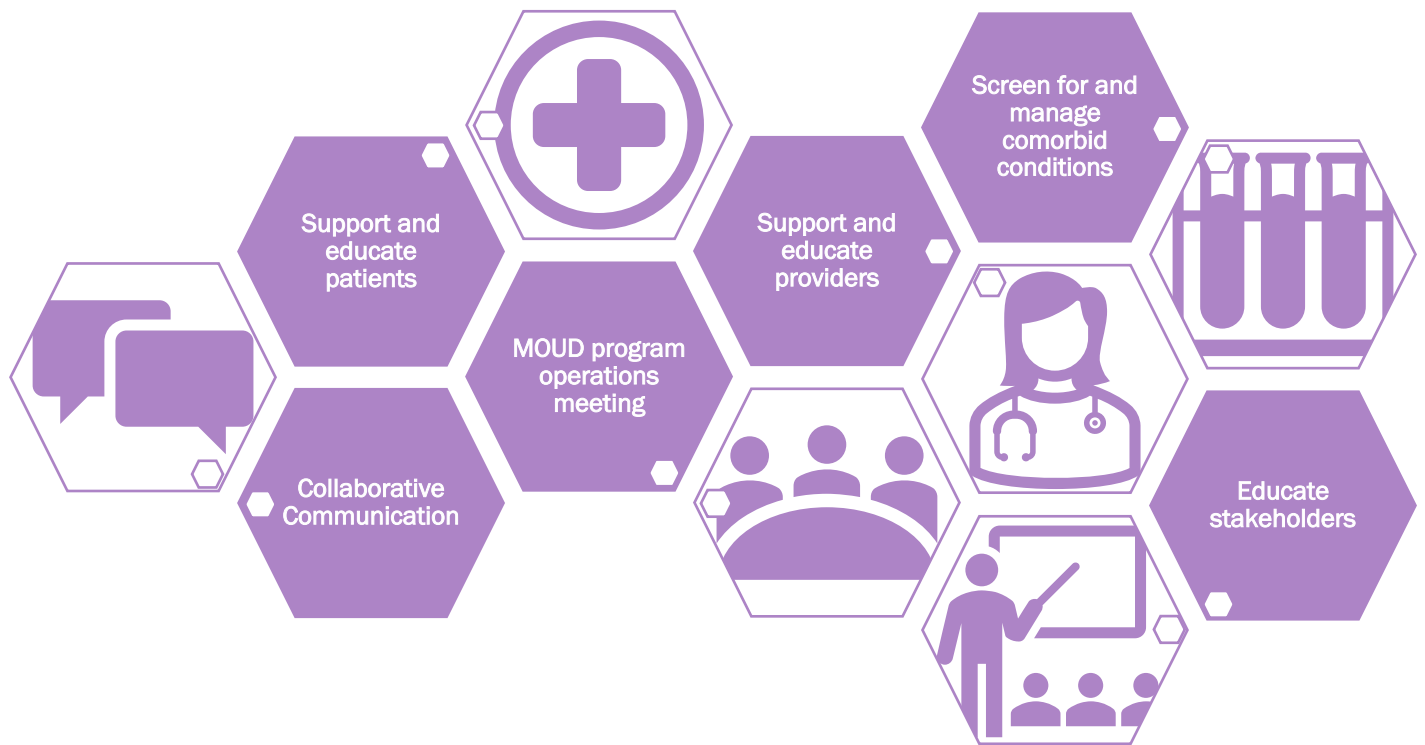 Support and
educate
patients
Collaborative
Communication
MOUD program
operations
meeting
Support and
educate
providers
Screen for and
manage
comorbid
conditions
Educate
stakeholders